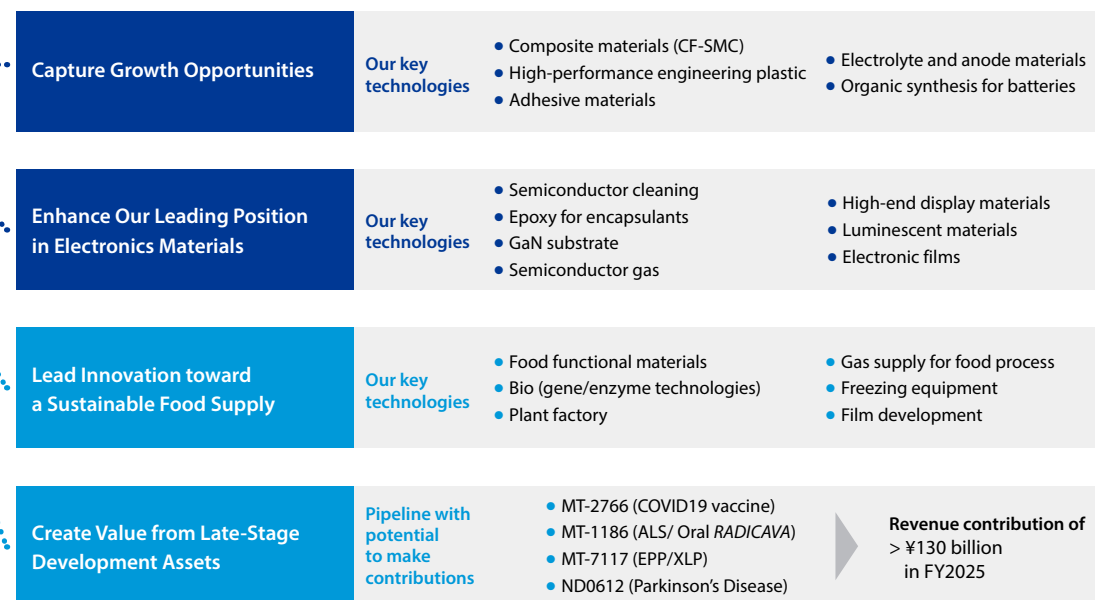 Capture Growth Opportunities
Our key
technologies
• Composite materials (CF-SMC)
• High-performance engineering plastic
• Adhesive materials
• Electrolyte and anode materials
• Organic synthesis for batteries
Enhance Our Leading Position
in Electronics Materials
Our key
technologies
• Semiconductor cleaning
• Epoxy for encapsulants
• GaN substrate
• Semiconductor gas
• High-end display materials
• Luminescent materials
• Electronic films
Lead Innovation toward
a Sustainable Food Supply
Our key
technologies
• Food functional materials
• Bio (gene/enzyme technologies)
• Plant factory
• Gas supply for food process
• Freezing equipment
• Film development
Create Value from Late-Stage
Development Assets
Pipeline with
potential
to make
contributions
• MT-2766 (COVID19 vaccine)
• MT-1186 (ALS/ Oral RADICAVA)
• MT-7117 (EPP/XLP)
• ND0612 (Parkinson's Disease)
Revenue contribution of
> ¥130 billion
in FY2025